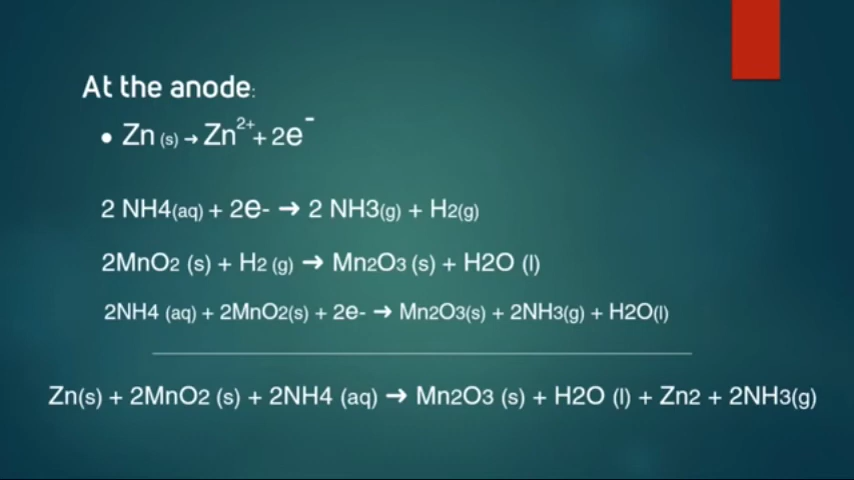 At the anode:
• Zn (s) → Zn²⁺ + 2e⁻
2 NH4(aq) + 2e- → 2 NH3(g) + H2(g)
2MnO2 (s) + H2 (g) → Mn2O3 (s) + H2O (l)
2NH4 (aq) + 2MnO2(s) + 2e- → Mn2O3(s) + 2NH3(g) + H2O(l)
Zn(s) + 2MnO2 (s) + 2NH4 (aq) → Mn2O3 (s) + H2O (l) + Zn2 + 2NH3(g)